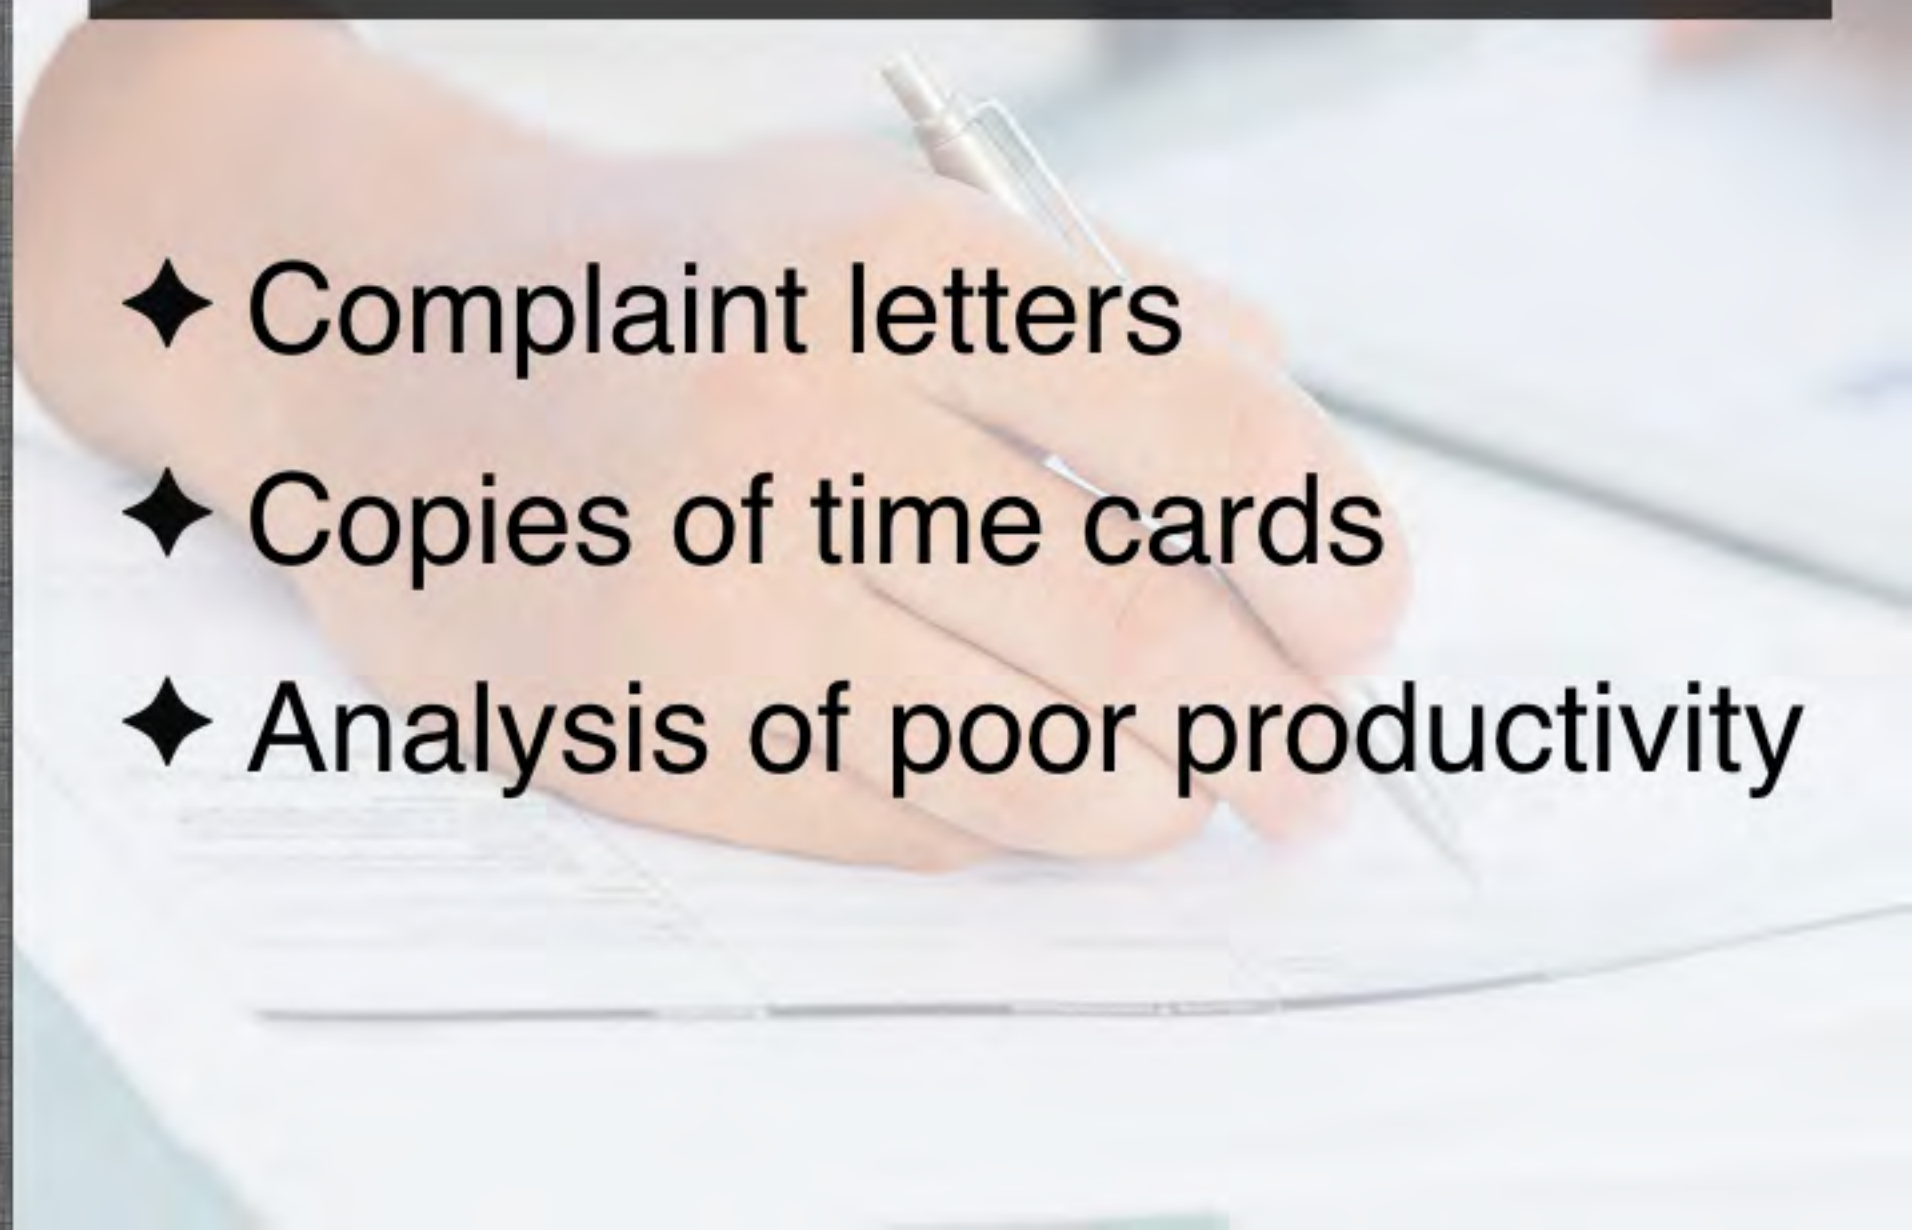 ✦ Complaint letters
✦ Copies of time cards
✦ Analysis of poor productivity